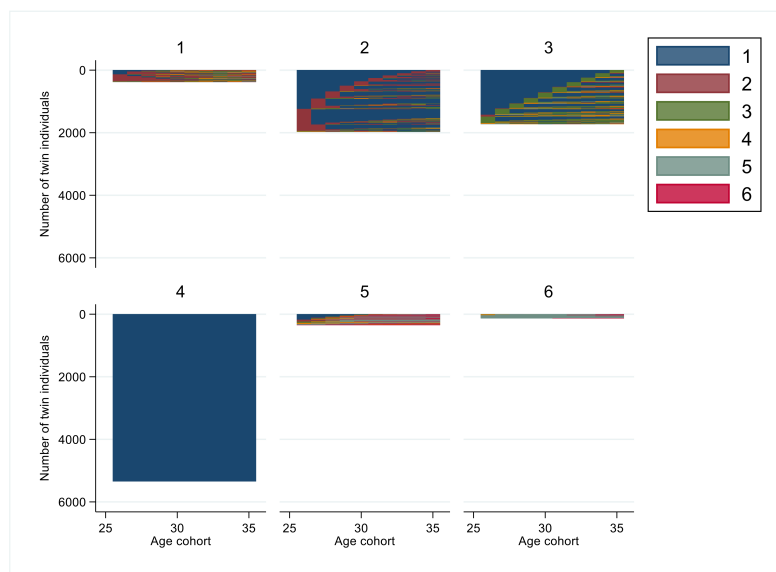 1 2 3
0
2000
4000
6000
Number of twin individuals
4 5 6
0
2000
4000
6000
Number of twin individuals
25 30 35 25 30 35 25 30 35
Age cohort Age cohort Age cohort
1
2
3
4
5
6